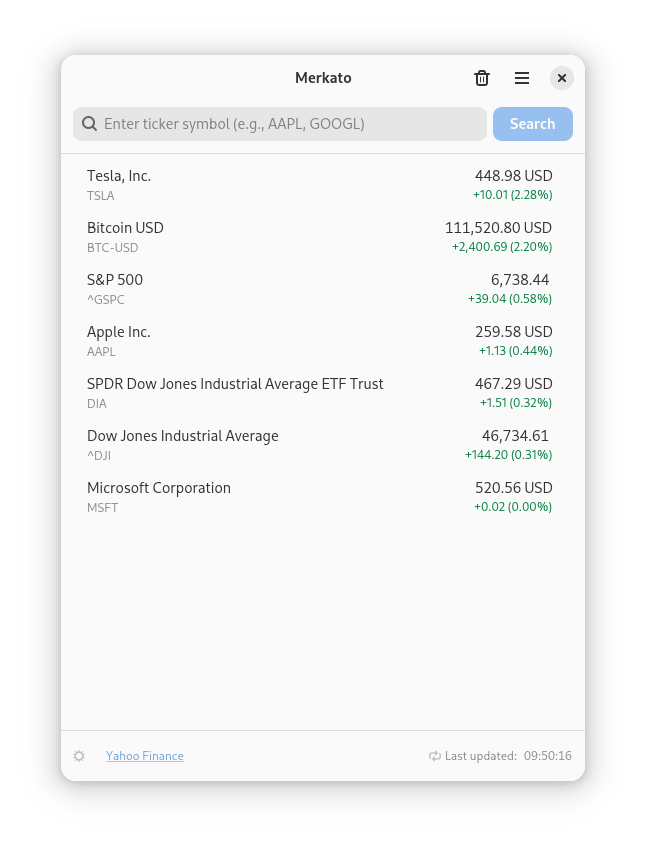 Merkato
Enter ticker symbol (e.g., AAPL, GOOGL)
Search
Tesla, Inc.
448.98 USD
TSLA
+10.01 (2.28%)
Bitcoin USD
111,520.80 USD
BTC-USD
+2,400.69 (2.20%)
S&P 500
6,738.44
^GSPC
+39.04 (0.58%)
Apple Inc.
259.58 USD
AAPL
+1.13 (0.44%)
SPDR Dow Jones Industrial Average ETF Trust
467.29 USD
DIA
+1.51 (0.32%)
Dow Jones Industrial Average
46,734.61
^DJI
+144.20 (0.31%)
Microsoft Corporation
520.56 USD
MSFT
+0.02 (0.00%)
Yahoo Finance
Last updated: 09:50:16